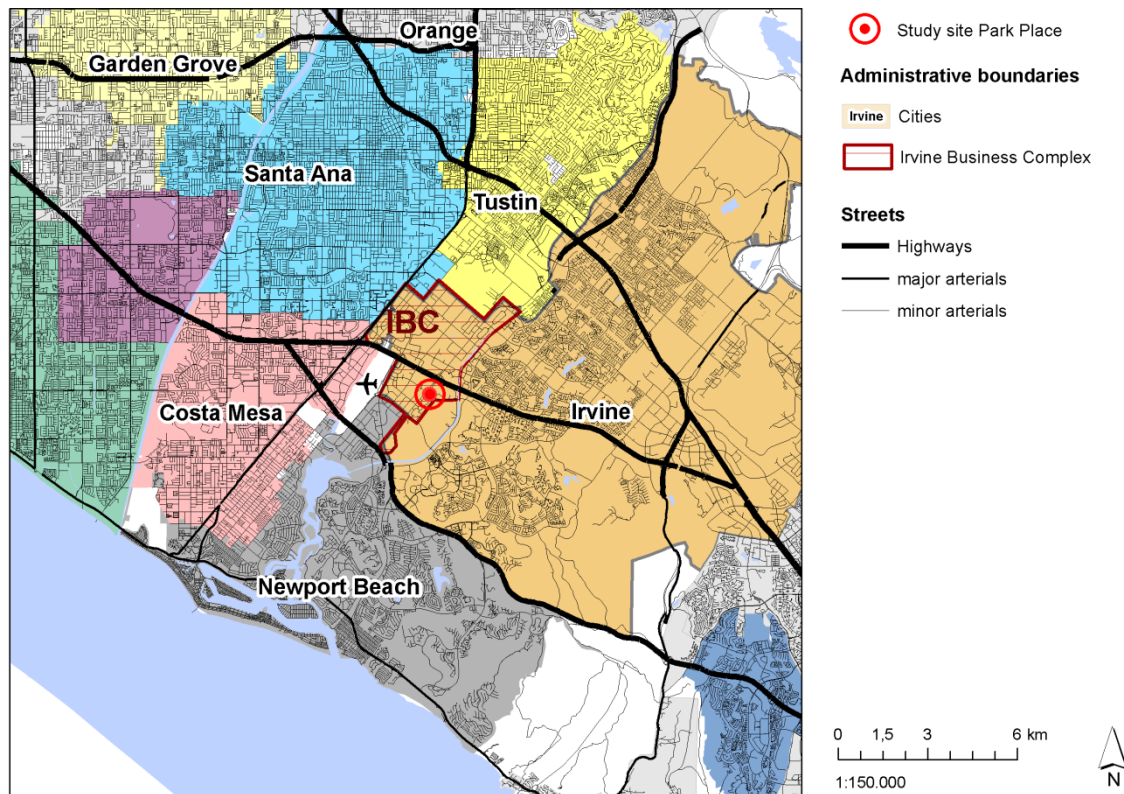 Orange
Garden Grove
Santa Ana
Tustin
IBC
Costa Mesa
Irvine
Newport Beach
Study site Park Place
Administrative boundaries
Irvine Cities
Irvine Business Complex
Streets
Highways
major arterials
minor arterials
0 1,5 3 6 km
1:150.000
N